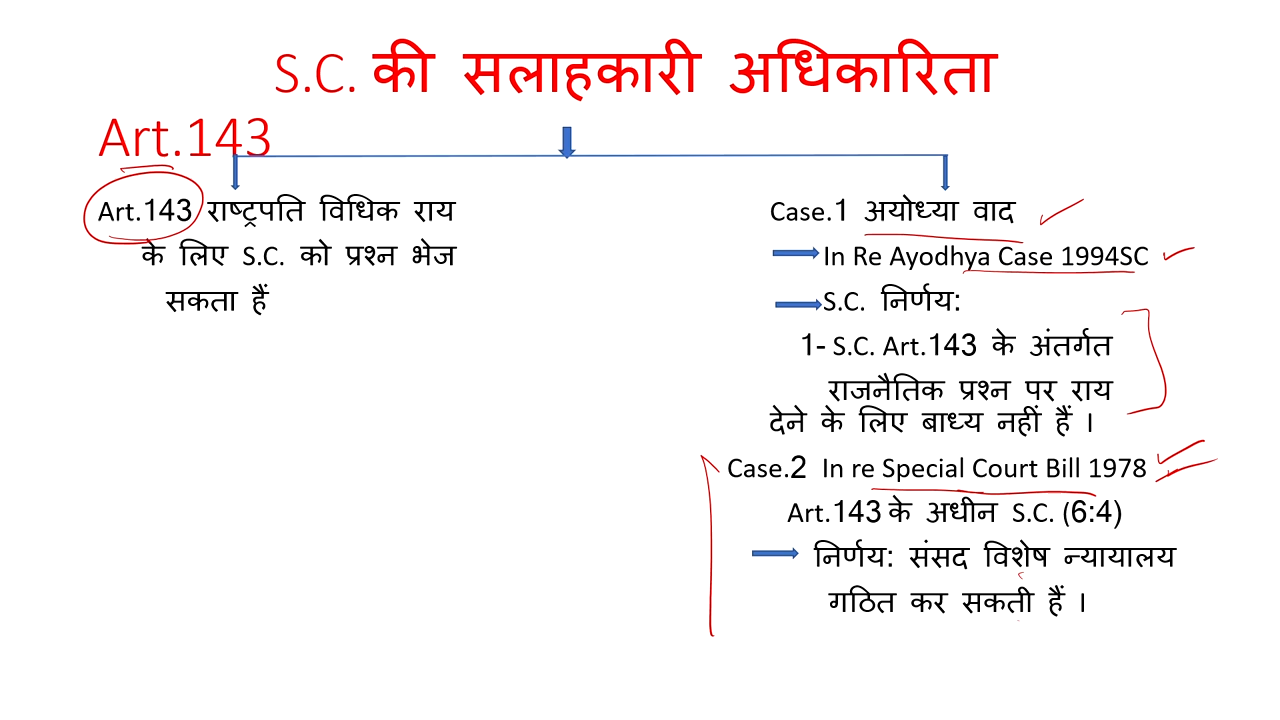 S.C. की सलाहकारी अधिकारिता
Art.143
Art.143 राष्ट्रपति विधिक राय
के लिए S.C. को प्रश्न भेज
सकता हैं
Case.1 अयोध्या वाद
In Re Ayodhya Case 1994SC
S.C. निर्णय:
1- S.C. Art.143 के अंतर्गत
राजनैतिक प्रश्न पर राय
देने के लिए बाध्य नहीं हैं ।
Case.2 In re Special Court Bill 1978
Art.143 के अधीन S.C. (6:4)
निर्णय: संसद विशेष न्यायालय
गठित कर सकती हैं ।